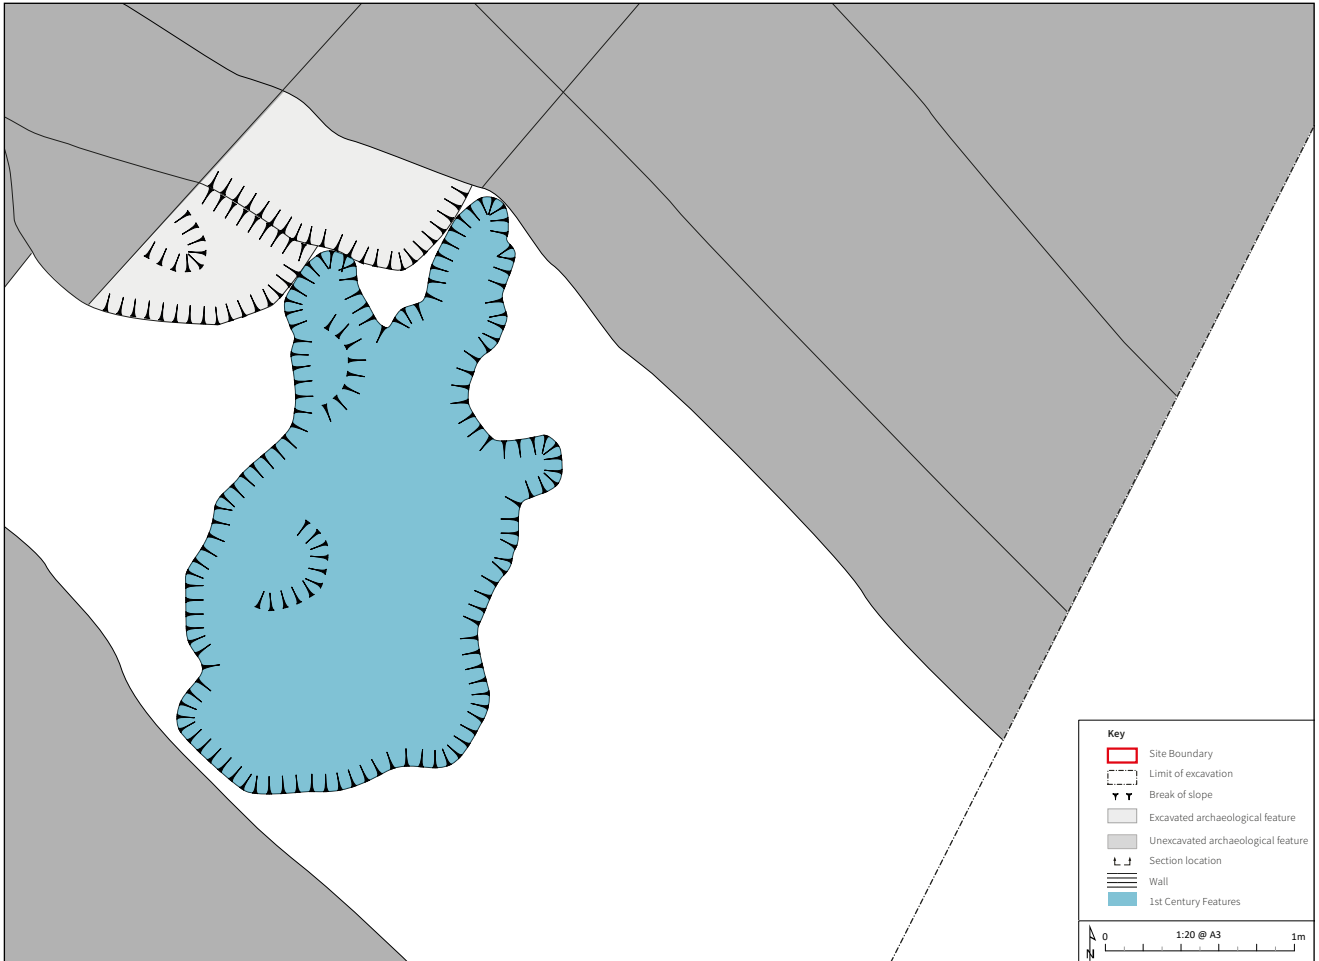 Key
Site Boundary
Limit of excavation
Break of slope
Excavated archaeological feature
Unexcavated archaeological feature
Section location
Wall
1st Century Features
0 1:20 @ A3 1m
N